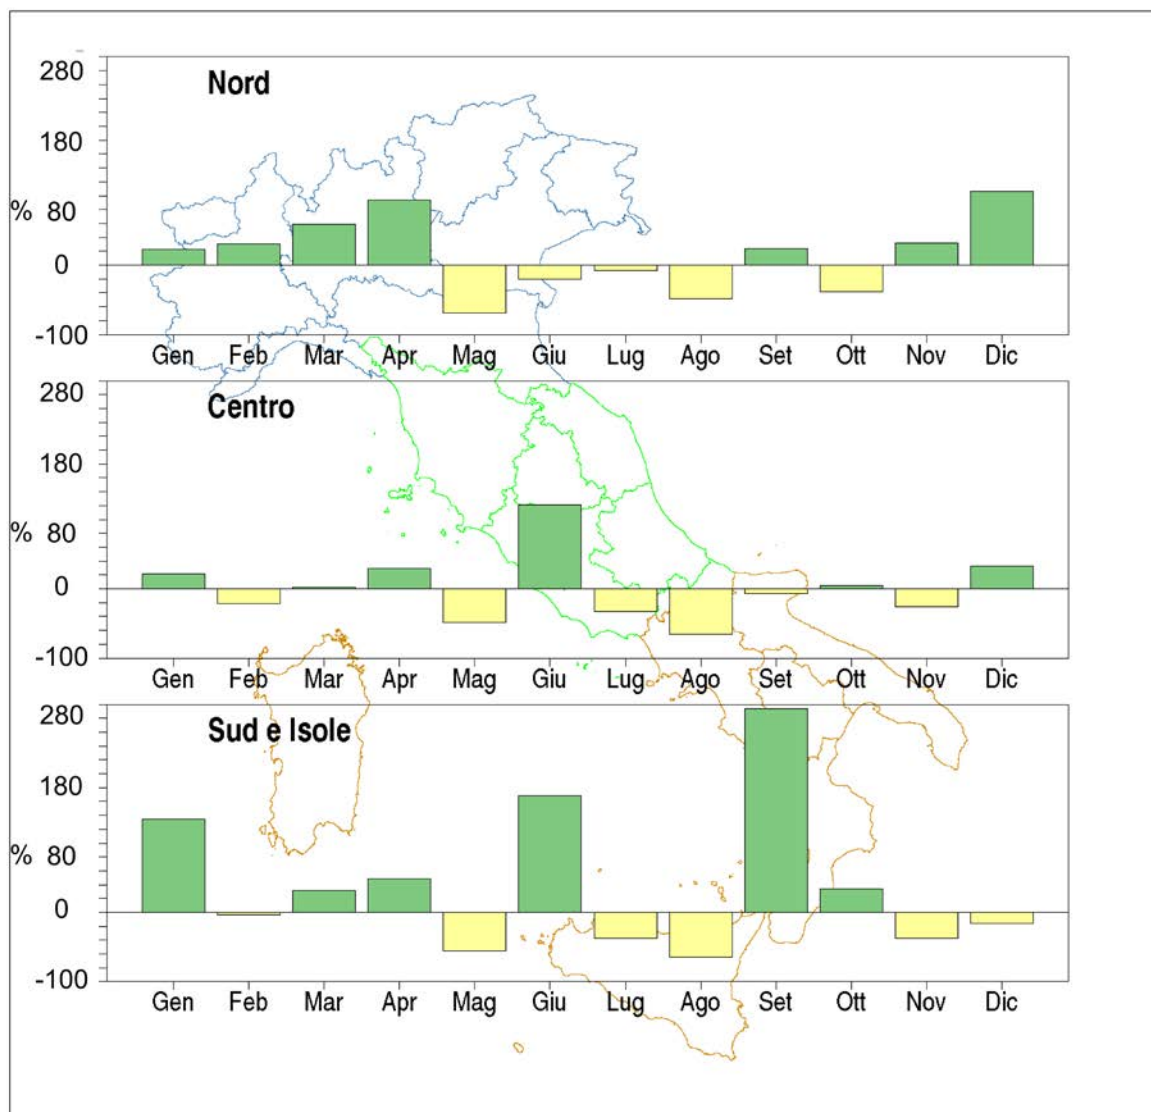 Nord
280
180
% 80
0
-100
Gen Feb Mar Apr Mag Giu Lug Ago Set Ott Nov Dic
Centro
280
180
% 80
0
-100
Gen Feb Mar Apr Mag Giu Lug Ago Set Ott Nov Dic
Sud e Isole
280
180
% 80
0
-100
Gen Feb Mar Apr Mag Giu Lug Ago Set Ott Nov Dic